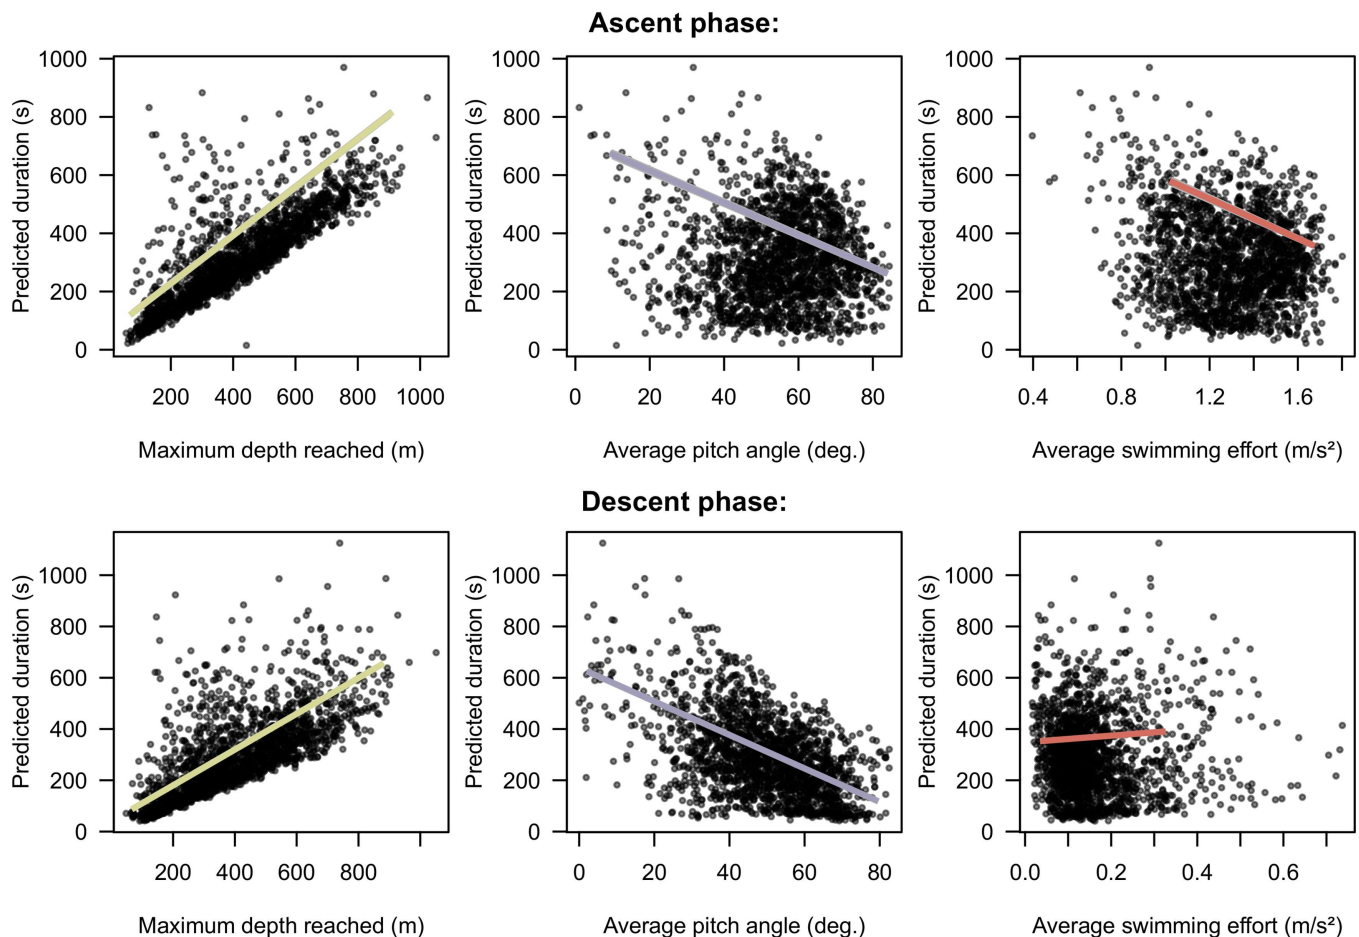 Ascent phase:
Predicted duration (s)
1000
800
600
400
200
0
200 400 600 800 1000
Maximum depth reached (m)
Predicted duration (s)
1000
800
600
400
200
0
0 20 40 60 80
Average pitch angle (deg.)
Predicted duration (s)
1000
800
600
400
200
0
0.4 0.8 1.2 1.6
Average swimming effort (m/s²)
Descent phase:
Predicted duration (s)
1000
800
600
400
200
0
200 400 600 800
Maximum depth reached (m)
Predicted duration (s)
1000
800
600
400
200
0
0 20 40 60 80
Average pitch angle (deg.)
Predicted duration (s)
1000
800
600
400
200
0
0.0 0.2 0.4 0.6
Average swimming effort (m/s²)